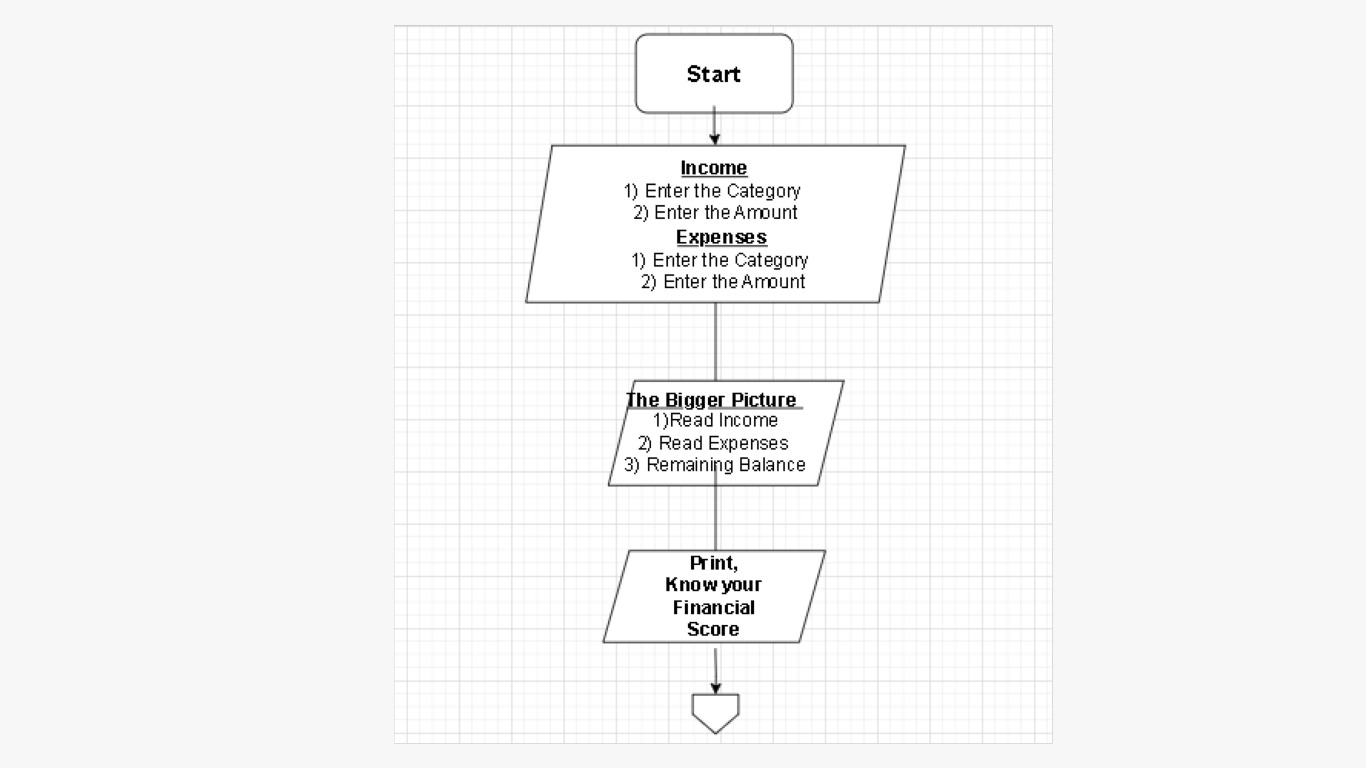 Start
Income
1) Enter the Category
2) Enter the Amount
Expenses
1) Enter the Category
2) Enter the Amount
The Bigger Picture
1)Read Income
2) Read Expenses
3) Remaining Balance
Print,
Know your
Financial
Score